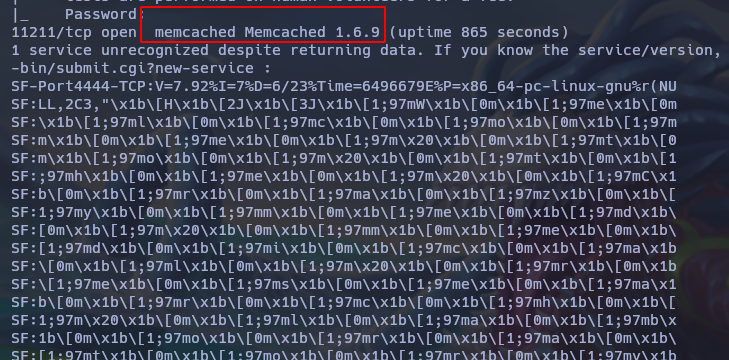 |_    Password:
11211/tcp open  memcached Memcached 1.6.9 (uptime 865 seconds)
1 service unrecognized despite returning data. If you know the service/version,
-bin/submit.cgi?new-service :
SF-Port4444-TCP:V=7.92%I=7%D=6/23%Time=6496679E%P=x86_64-pc-linux-gnu%r(NU
SF:LL,2C3,"\x1b\[H\x1b\[2J\x1b\[3J\x1b\[1;97mW\x1b\[0m\x1b\[1;97me\x1b\[0m
SF:\x1b\[1;97ml\x1b\[0m\x1b\[1;97mc\x1b\[0m\x1b\[1;97mo\x1b\[0m\x1b\[1;97m
SF:m\x1b\[0m\x1b\[1;97me\x1b\[0m\x1b\[1;97m\x20\x1b\[0m\x1b\[1;97mt\x1b\[0
SF:m\x1b\[1;97mo\x1b\[0m\x1b\[1;97m\x20\x1b\[0m\x1b\[1;97mt\x1b\[0m\x1b\[1
SF:;97mh\x1b\[0m\x1b\[1;97me\x1b\[0m\x1b\[1;97m\x20\x1b\[0m\x1b\[1;97mC\x1
SF:b\[0m\x1b\[1;97mr\x1b\[0m\x1b\[1;97ma\x1b\[0m\x1b\[1;97mz\x1b\[0m\x1b\[
SF:1;97my\x1b\[0m\x1b\[1;97mm\x1b\[0m\x1b\[1;97me\x1b\[0m\x1b\[1;97md\x1b\
SF:[0m\x1b\[1;97m\x20\x1b\[0m\x1b\[1;97mm\x1b\[0m\x1b\[1;97me\x1b\[0m\x1b\
SF:[1;97md\x1b\[0m\x1b\[1;97mi\x1b\[0m\x1b\[1;97mc\x1b\[0m\x1b\[1;97ma\x1b
SF:\[0m\x1b\[1;97ml\x1b\[0m\x1b\[1;97m\x20\x1b\[0m\x1b\[1;97mr\x1b\[0m\x1b
SF:\[1;97me\x1b\[0m\x1b\[1;97ms\x1b\[0m\x1b\[1;97me\x1b\[0m\x1b\[1;97ma\x1
SF:b\[0m\x1b\[1;97mr\x1b\[0m\x1b\[1;97mc\x1b\[0m\x1b\[1;97mh\x1b\[0m\x1b\[
SF:1;97m\x20\x1b\[0m\x1b\[1;97ml\x1b\[0m\x1b\[1;97ma\x1b\[0m\x1b\[1;97mb\x
SF:1b\[0m\x1b\[1;97mo\x1b\[0m\x1b\[1;97mr\x1b\[0m\x1b\[1;97ma\x1b\[0m\x1b\
SF:[1;97mt\x1b\[0m\x1b\[1;97mo\x1b\[0m\x1b\[1;97mr\x1b\[0m\x1b\[1;97my\x1b